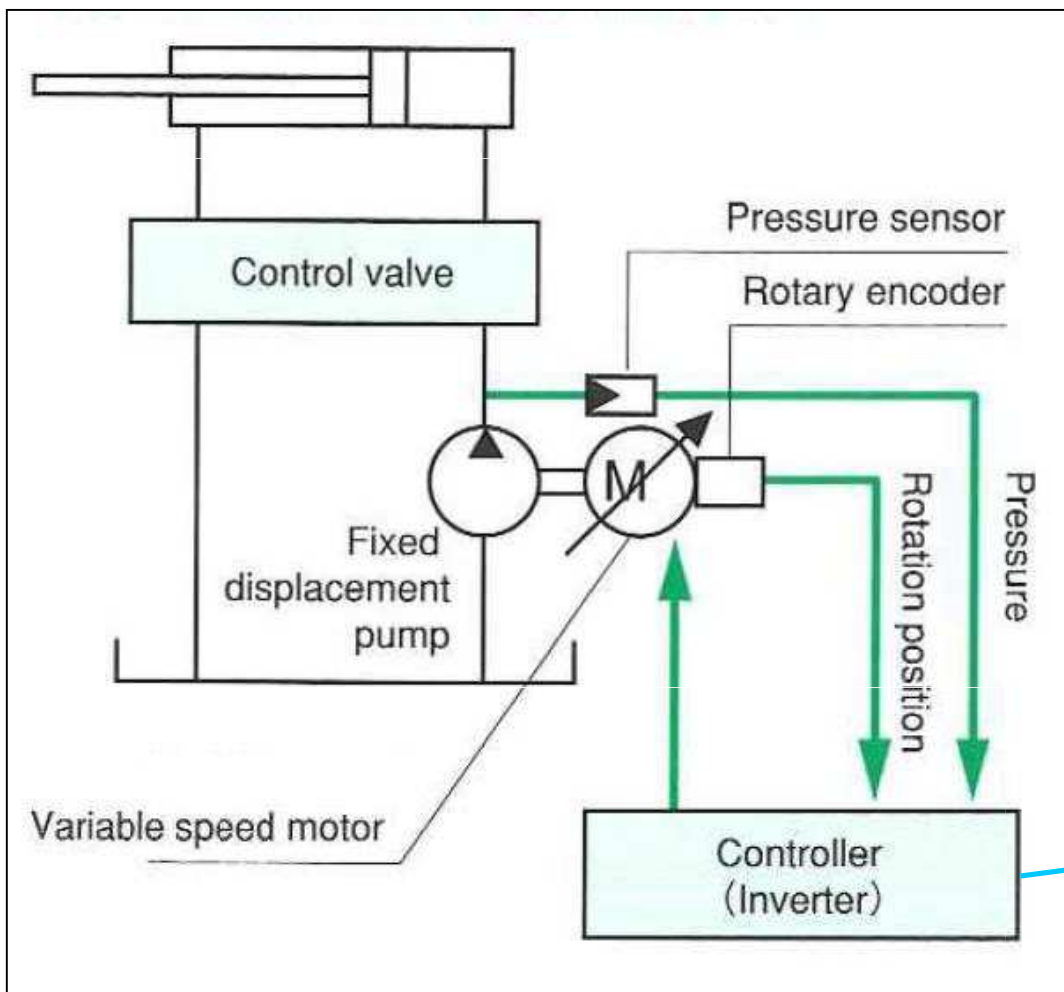 Control valve
Pressure sensor
Rotary encoder
M
Fixed
displacement
pump
Rotation position
Pressure
Variable speed motor
Controller
(Inverter)